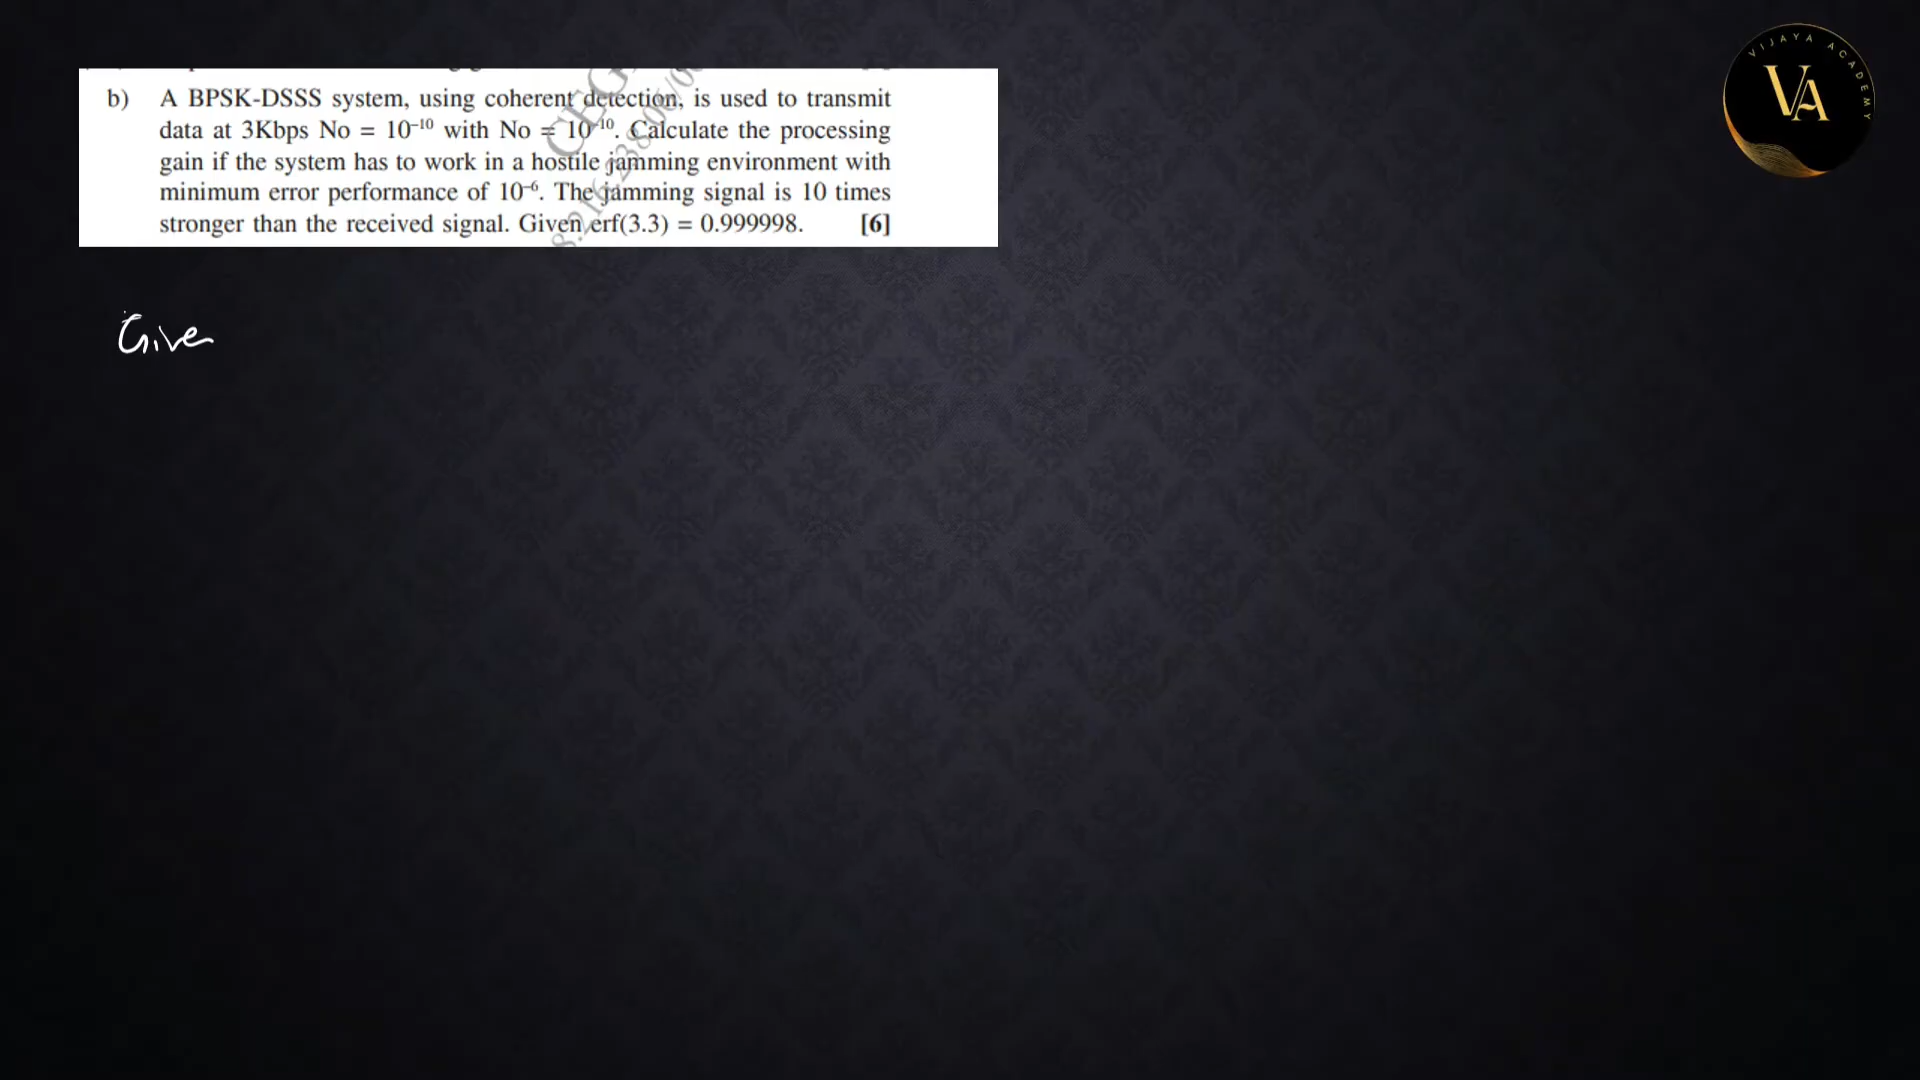 VIJAYA ACADEMY
VA
b) A BPSK-DSSS system, using coherent detection, is used to transmit
data at 3Kbps No = 10⁻¹⁰ with No = 10⁻¹⁰. Calculate the processing
gain if the system has to work in a hostile jamming environment with
minimum error performance of 10⁻⁶. The jamming signal is 10 times
stronger than the received signal. Given erf(3.3) = 0.999998. [6]
Give